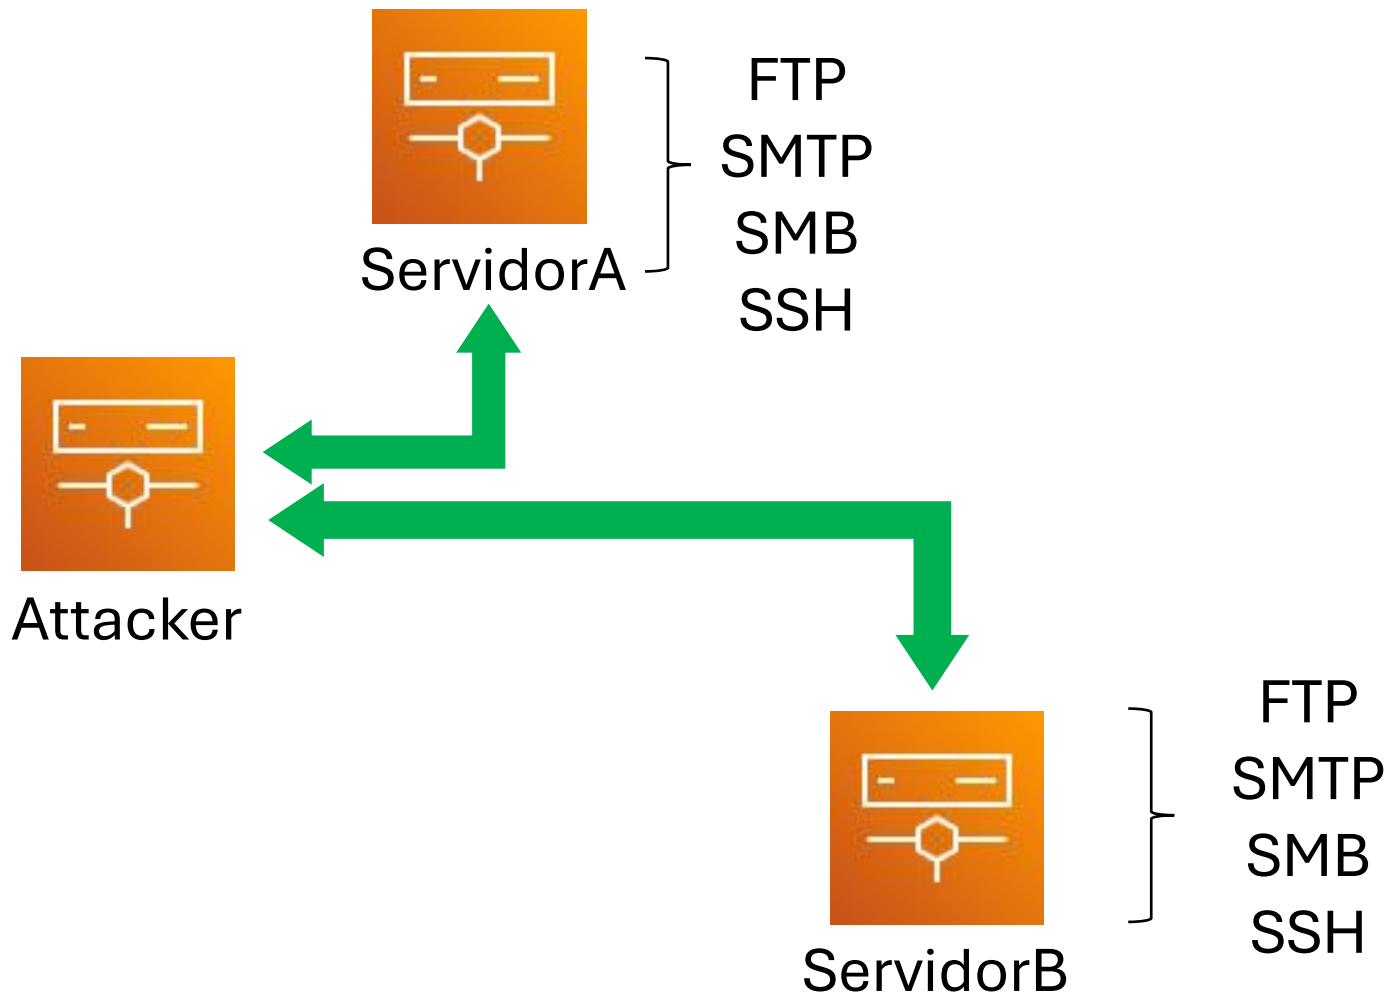 FTP
SMTP
SMB
SSH
ServidorA
Attacker
FTP
SMTP
SMB
SSH
ServidorB